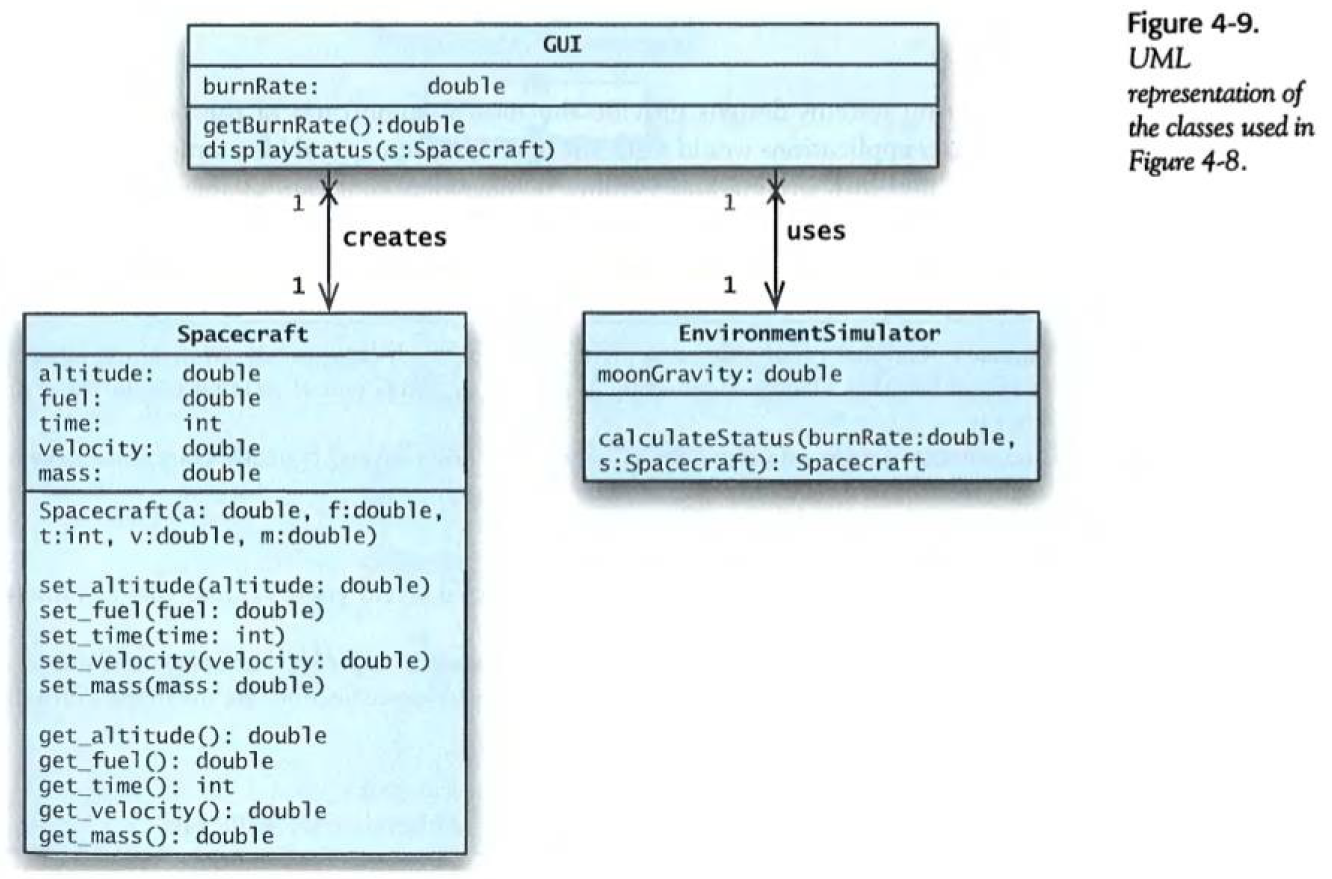 GUI
burnRate: double
getBurnRate():double
displayStatus(s:Spacecraft)
1
creates
1
1
uses
1
Spacecraft
altitude: double
fuel: double
time: int
velocity: double
mass: double
Spacecraft(a: double, f:double,
t:int, v:double, m:double)
set_altitude(altitude: double)
set_fuel(fuel: double)
set_time(time: int)
set_velocity(velocity: double)
set_mass(mass: double)
get_altitude(): double
get_fuel(): double
get_time(): int
get_velocity(): double
get_mass(): double
EnvironmentSimulator
moonGravity: double
calculateStatus(burnRate:double,
s:Spacecraft): Spacecraft
Figure 4-9.
UML
representation of
the classes used in
Figure 4-8.